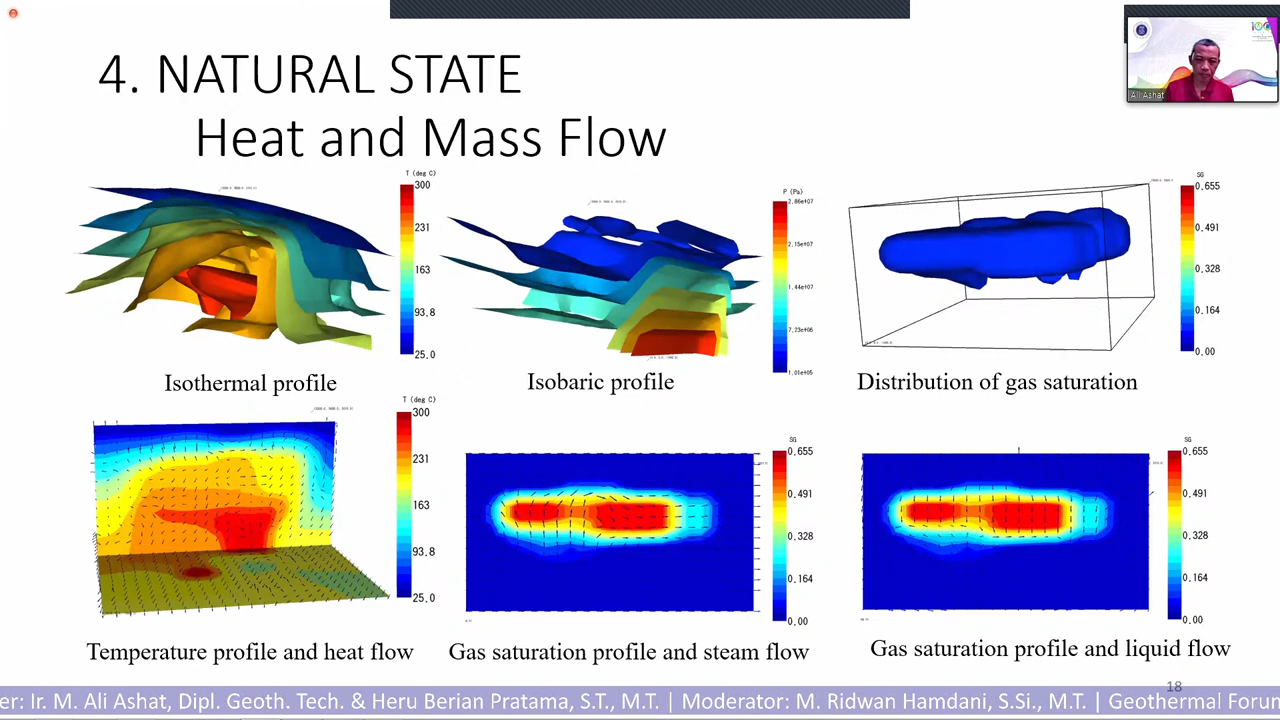 4. NATURAL STATE
Heat and Mass Flow
Ali Ashat
T (deg C)
300
231
163
93.8
25.0
Isothermal profile
P (Pa)
2.86e+07
2.15e+07
1.44e+07
7.23e+06
1.01e+05
Isobaric profile
SG
0.655
0.491
0.328
0.164
0.00
Distribution of gas saturation
T (deg C)
300
231
163
93.8
25.0
Temperature profile and heat flow
SG
0.655
0.491
0.328
0.164
0.00
Gas saturation profile and steam flow
SG
0.655
0.491
0.328
0.164
0.00
Gas saturation profile and liquid flow
18
er: Ir. M. Ali Ashat, Dipl. Geoth. Tech. & Heru Berian Pratama, S.T., M.T. | Moderator: M. Ridwan Hamdani, S.Si., M.T. | Geothermal Forum